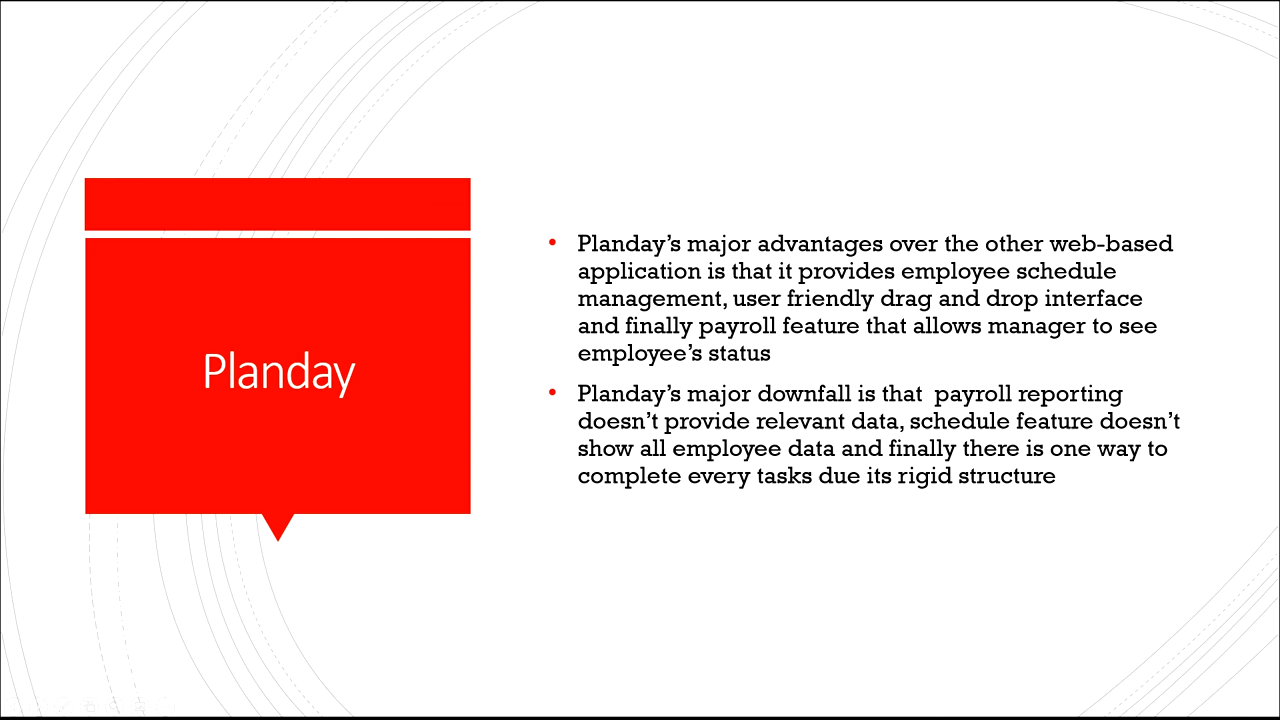 Planday
Planday’s major advantages over the other web-based
application is that it provides employee schedule
management, user friendly drag and drop interface
and finally payroll feature that allows manager to see
employee’s status
Planday’s major downfall is that  payroll reporting
doesn’t provide relevant data, schedule feature doesn’t
show all employee data and finally there is one way to
complete every tasks due its rigid structure